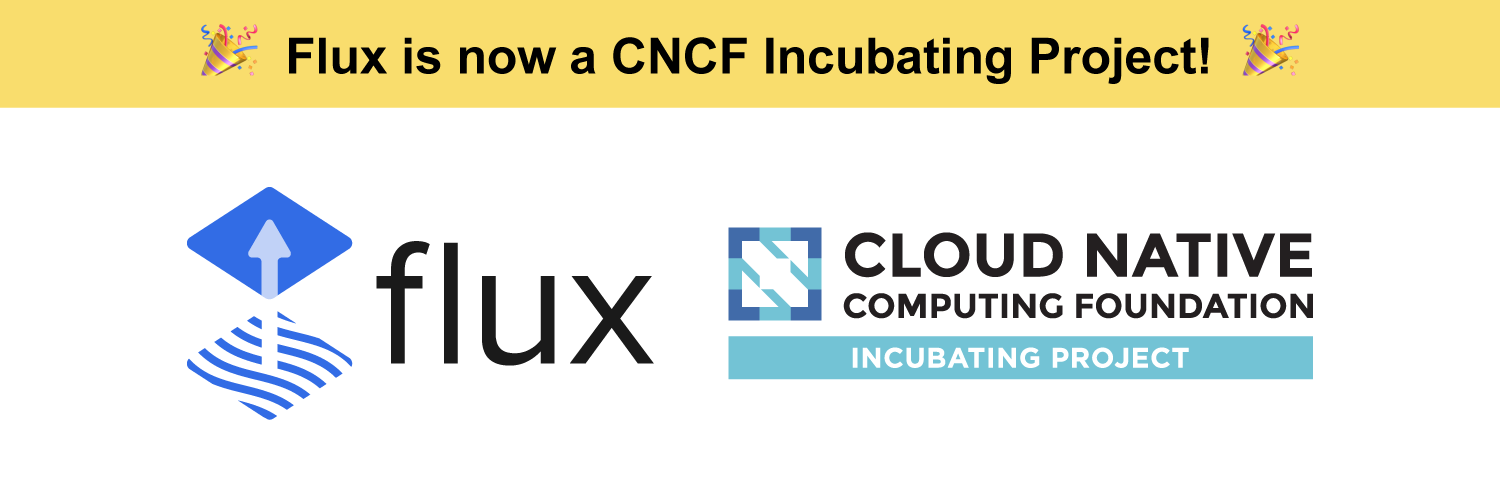 Flux is now a CNCF Incubating Project!
flux
CLOUD NATIVE
COMPUTING FOUNDATION
INCUBATING PROJECT